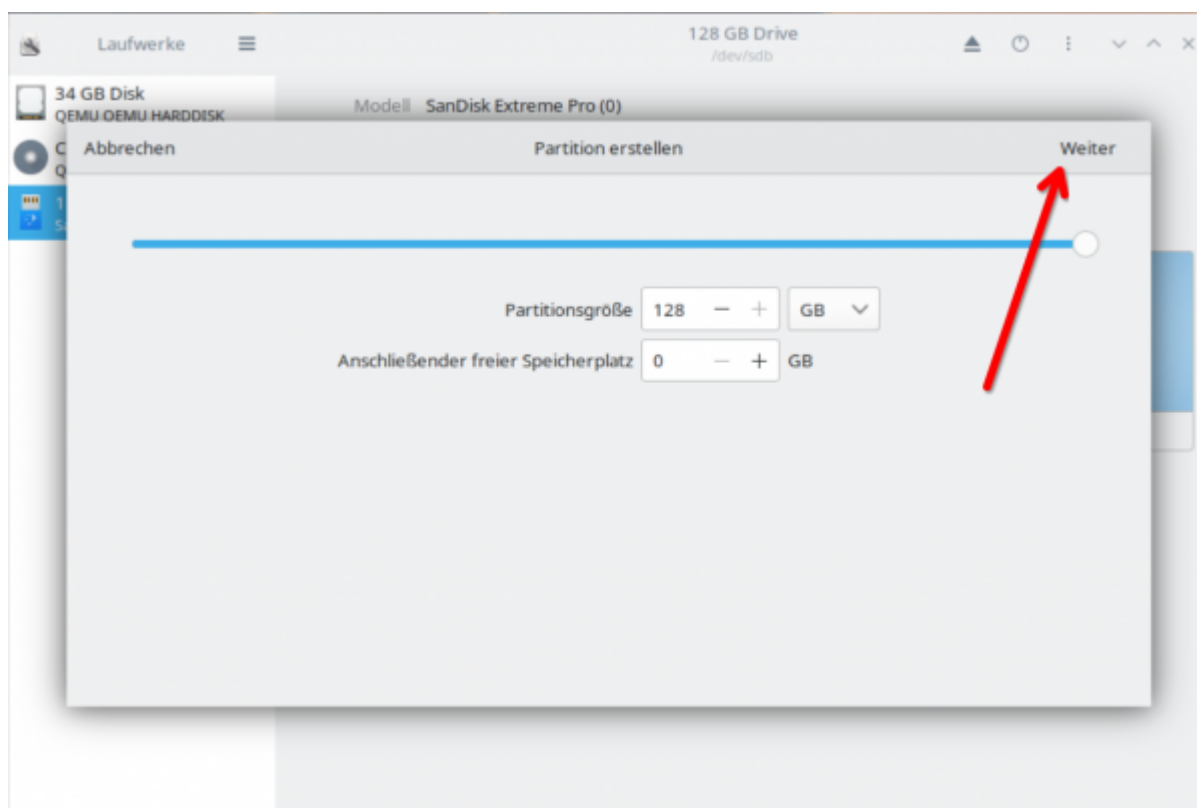 Laufwerke
128 GB Drive
/dev/sdb
34 GB Disk
QEMU QEMU HARDDISK
Modell SanDisk Extreme Pro (0)
Abbrechen
Partition erstellen
Weiter
Partitionsgröße 128 GB
Anschließender freier Speicherplatz 0 GB